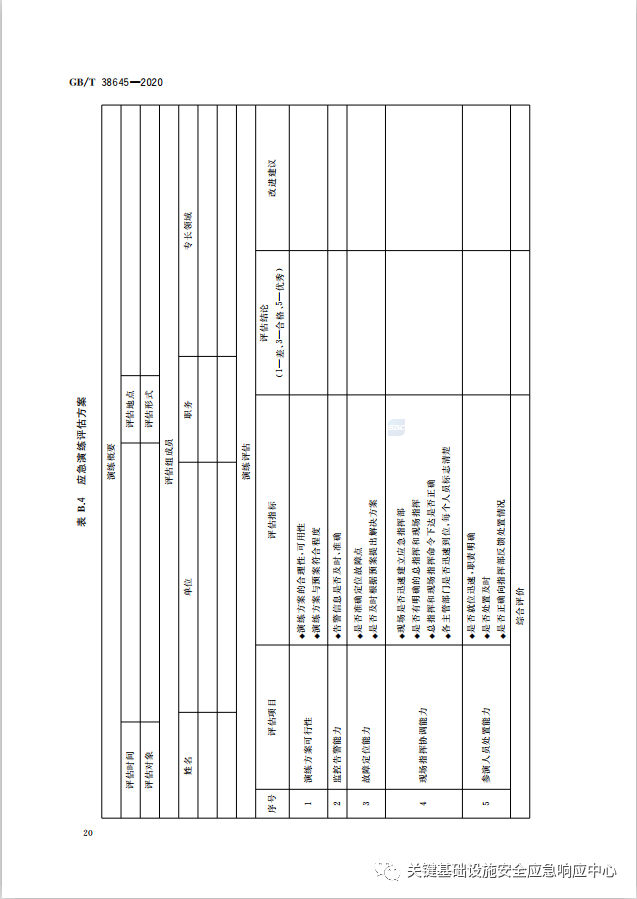 GB/T 38645—2020
表 B.4 应急演练评估方案
演练概要
评估时间 评估地点
评估对象 评估形式
评估组成员
姓名 单位 职务 专长领域
演练评估
序号 评估项目 评估指标 评估结论 改进建议
(1—差、3—合格、5—优秀)
1 演练方案可行性
◆演练方案的合理性、可用性
◆演练方案与预案符合程度
2 监控告警能力 ◆告警信息是否及时、准确
3 故障定位能力
◆是否准确定位故障点
◆是否及时根据预案提出解决方案
4 现场指挥协调能力
◆现场是否迅速建立应急指挥部
◆是否有明确的总指挥和现场指挥
◆总指挥和现场指挥命令下达是否正确
◆各主管部门是否迅速到位,每个人员标志清楚
5 参演人员处置能力
◆是否就位迅速、职责明确
◆是否处置及时
◆是否正确向指挥部反馈处置情况
综合评价
20
关键基础设施安全应急响应中心